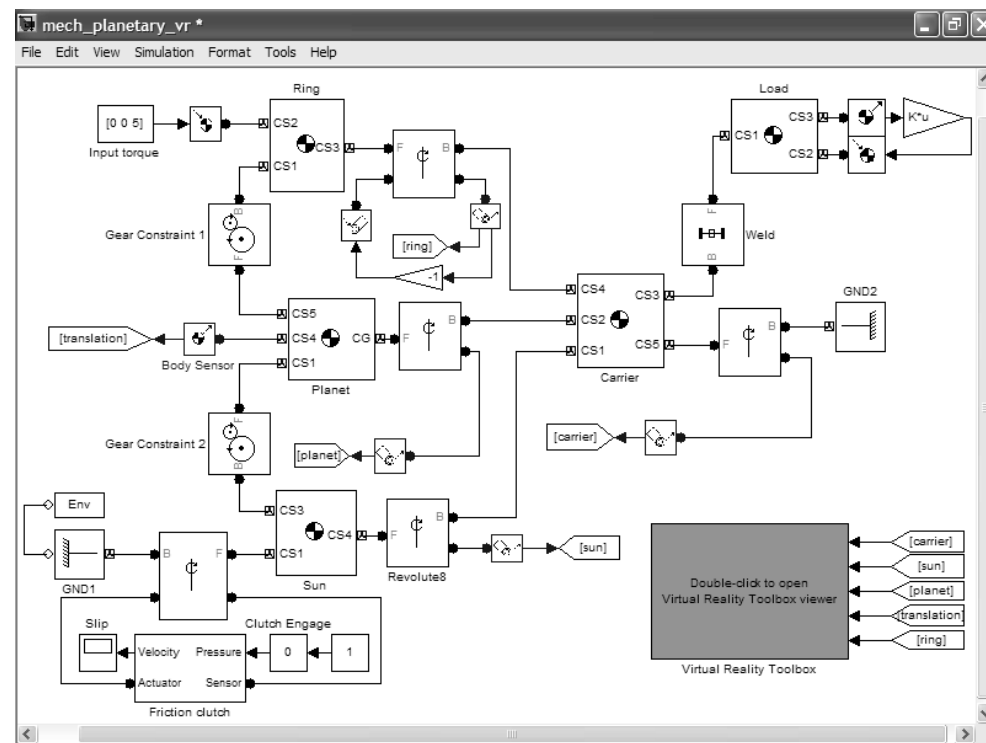 mech_planetary_vr *
File Edit View Simulation Format Tools Help
Ring
Load
[0 0 5]
Input torque
CS2
CS3
CS1
F
B
CS3
CS1
CS2
K*u
B
Gear Constraint 1
F
[ring]
-1
F
Weld
B
CS5
[translation]
CS4
CG
Body Sensor
CS1
Planet
F
B
CS4
CS3
CS2
CS1
CS5
Carrier
F
B
GND2
F
Gear Constraint 2
B
[planet]
[carrier]
Env
GND1
B
F
CS3
CS4
CS1
Sun
F
B
Revolute8
[sun]
Slip
Clutch Engage
Velocity
Pressure
0
1
Actuator
Sensor
Friction clutch
Double-click to open
Virtual Reality Toolbox viewer
Virtual Reality Toolbox
[carrier]
[sun]
[planet]
[translation]
[ring]